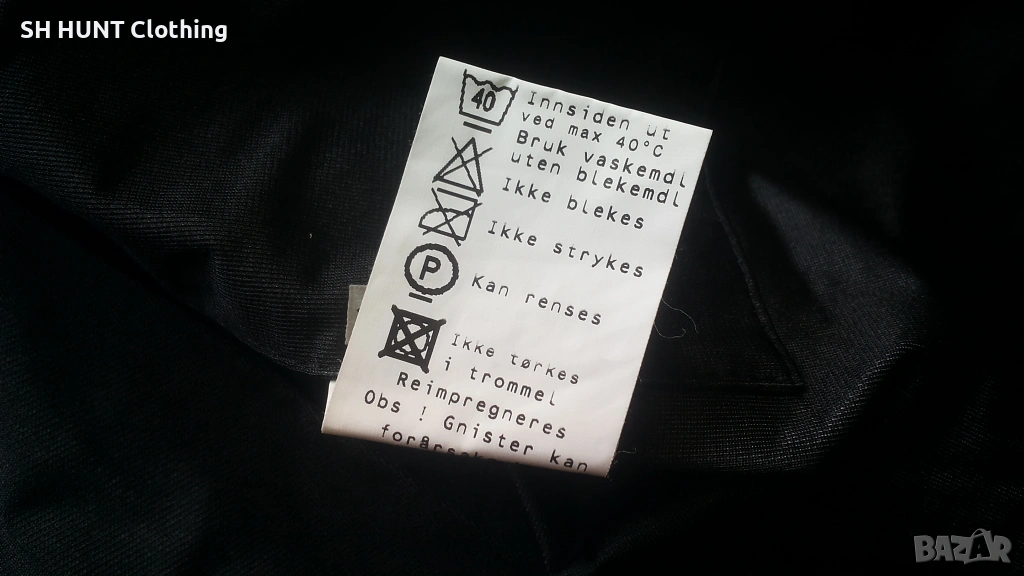 SH HUNT Clothing
40
Innsiden ut
ved max 40°C
Bruk vaskemdl
uten blekemdl
Ikke blekes
Ikke strykes
P
Kan renses
Ikke tørkes
i trommel
Reimpregneres
Obs ! Gnister kan
BAZAR